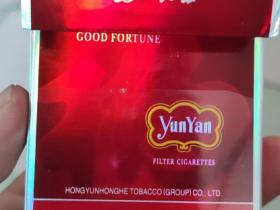 GOOD FORTUNE
YunYan
FILTER CIGARETTES
HONGYUNHONGHE TOBACCO (GROUP) CO., LTD.